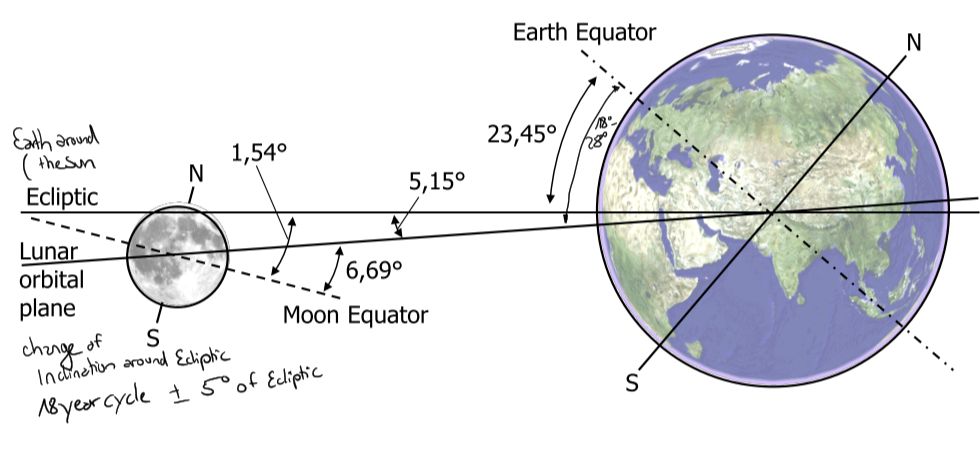 Earth Equator
N
23,45°
18°-
28°
Earth around
( the sun
Ecliptic
N
1,54°
5,15°
Lunar
orbital
plane
6,69°
Moon Equator
S
S
change of
Inclination around Ecliptic
18 year cycle ± 5° of Ecliptic